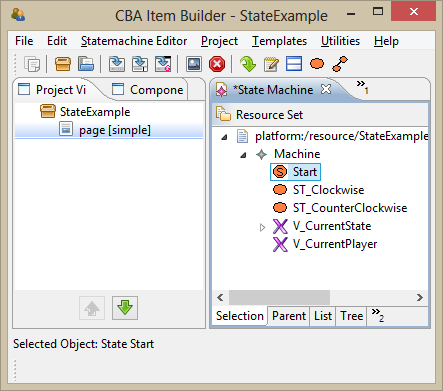 CBA Item Builder - StateExample
File Edit Statemachine Editor Project Templates Utilities Help
Project Vi Compone
*State Machine »1
StateExample
page [simple]
Resource Set
platform:/resource/StateExample
Machine
S Start
ST_Clockwise
ST_CounterClockwise
V_CurrentState
V_CurrentPlayer
Selection Parent List Tree »2
Selected Object: State Start